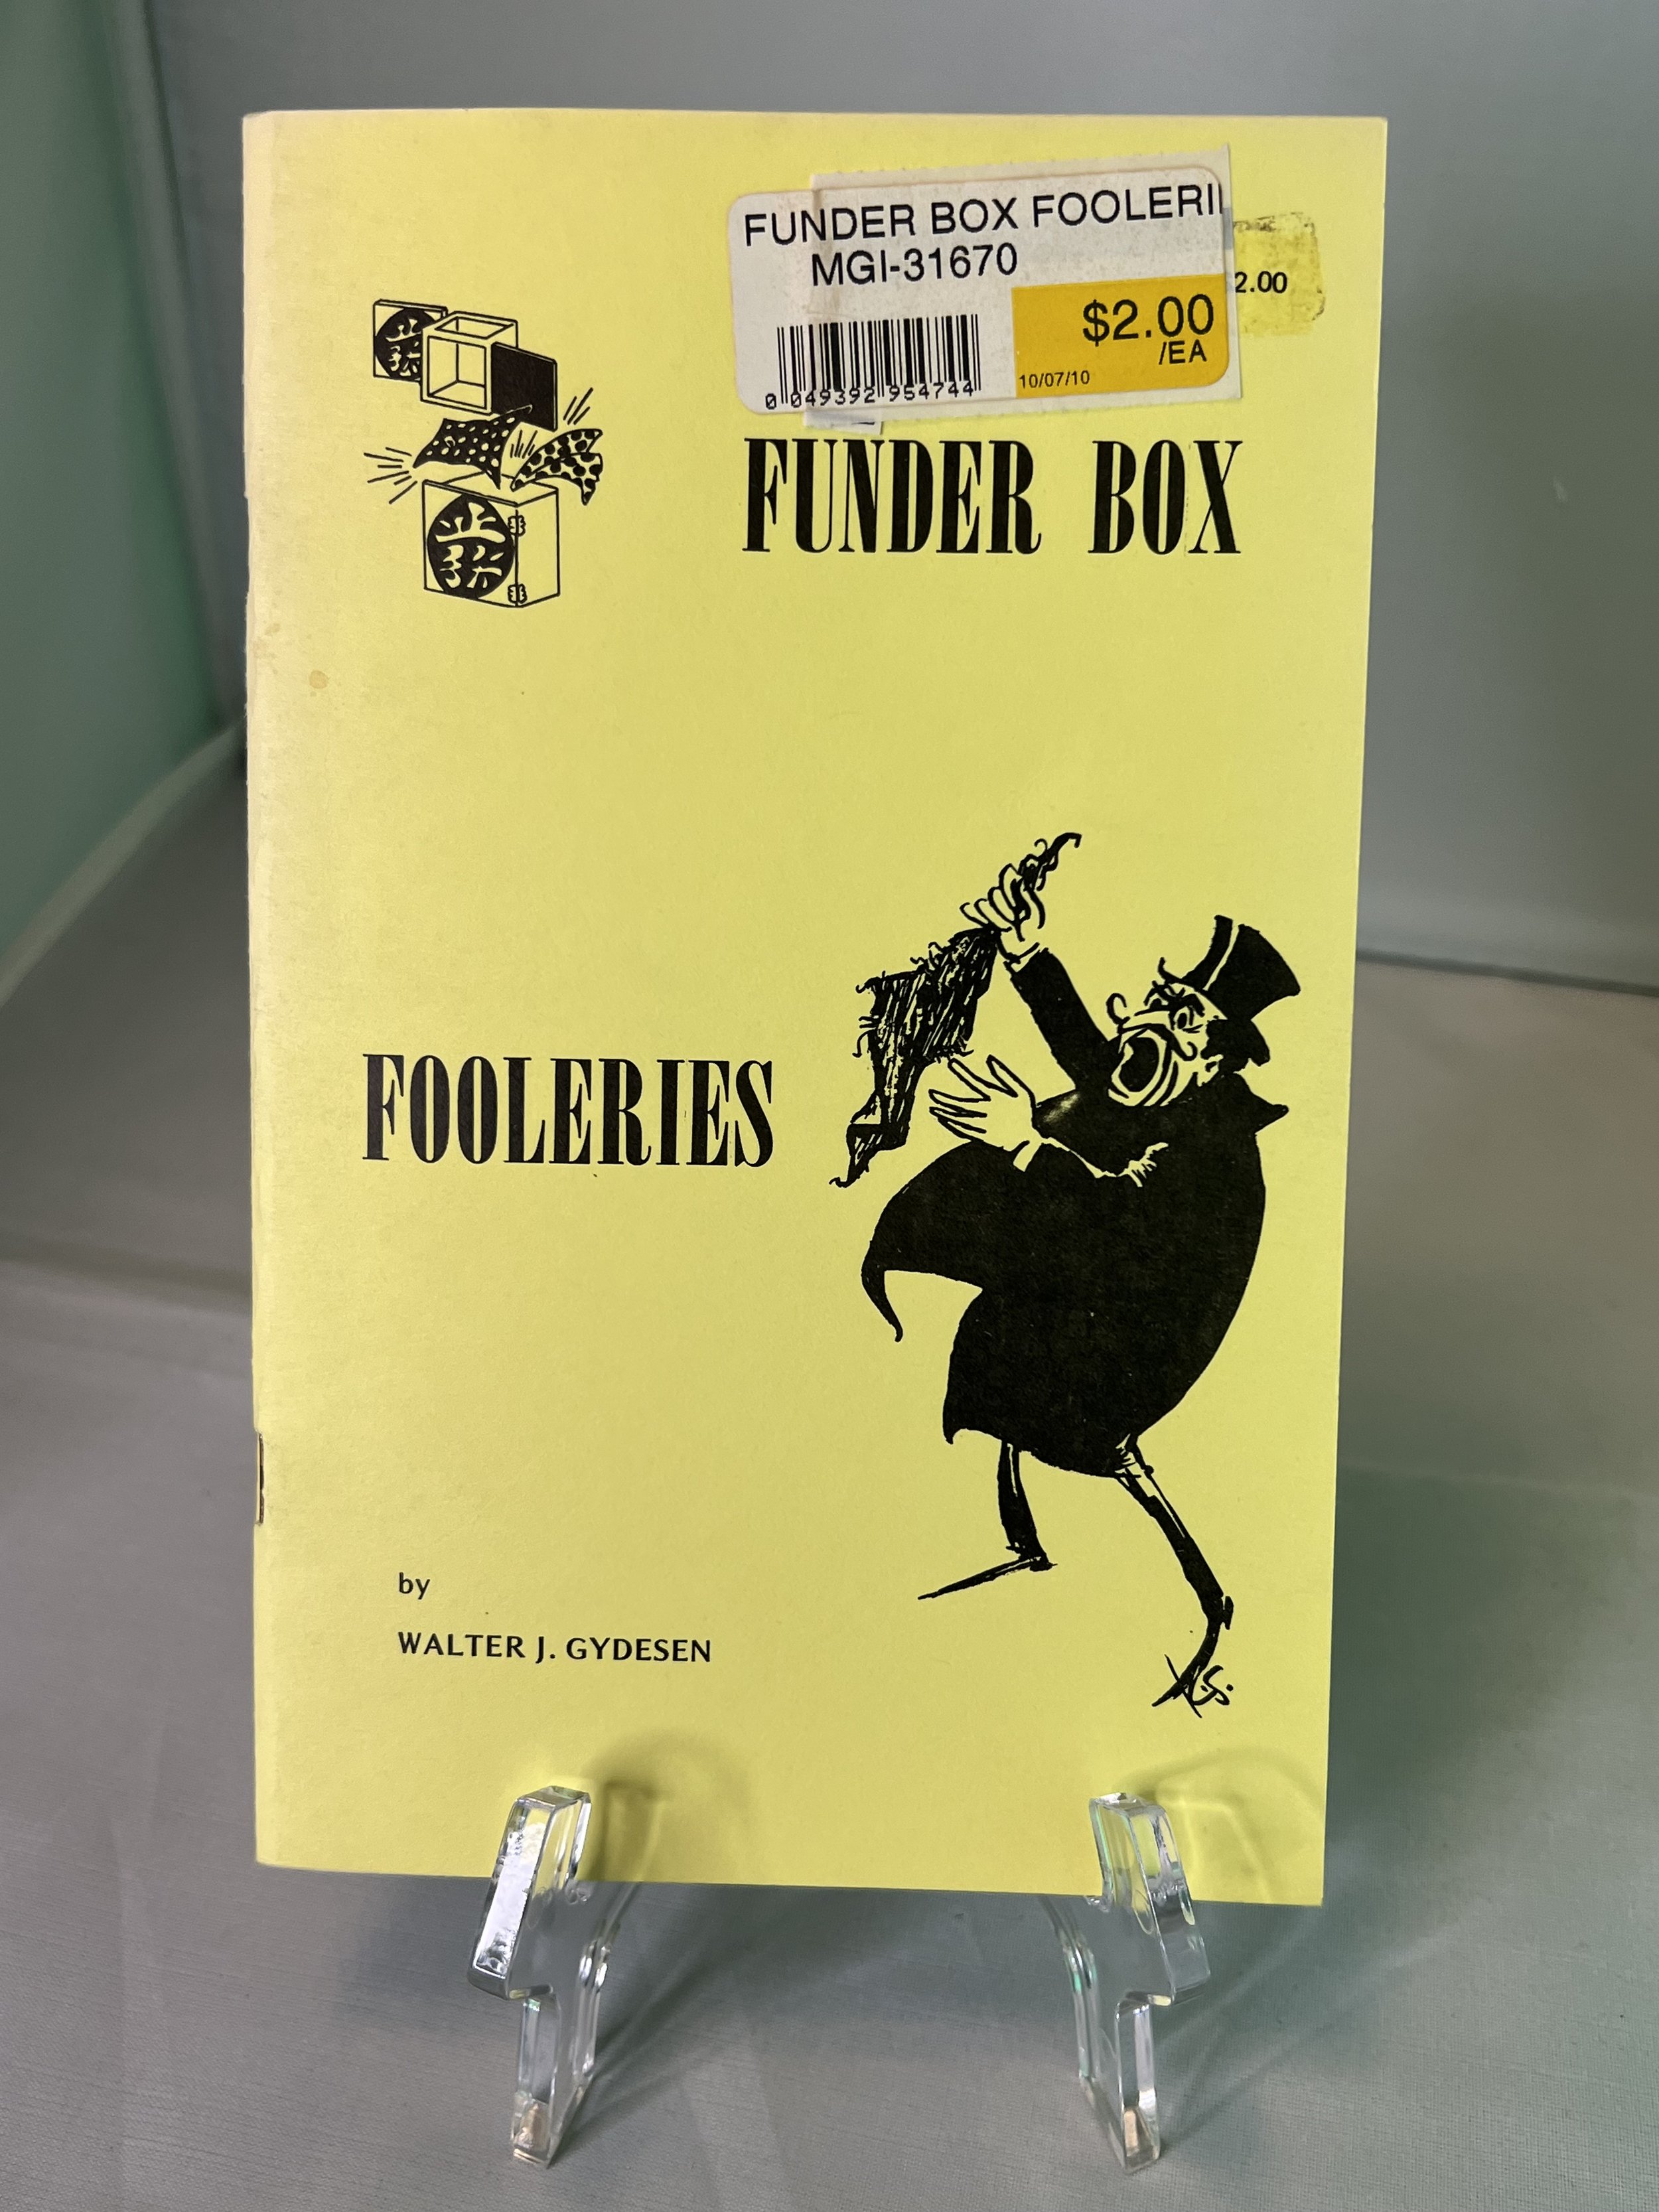 FUNDER BOX FOOLERI
MGI-31670
$2.00
/EA
10/07/10
0 049392 954744
2.00
FUNDER BOX
FOOLERIES
by
WALTER J. GYDESEN